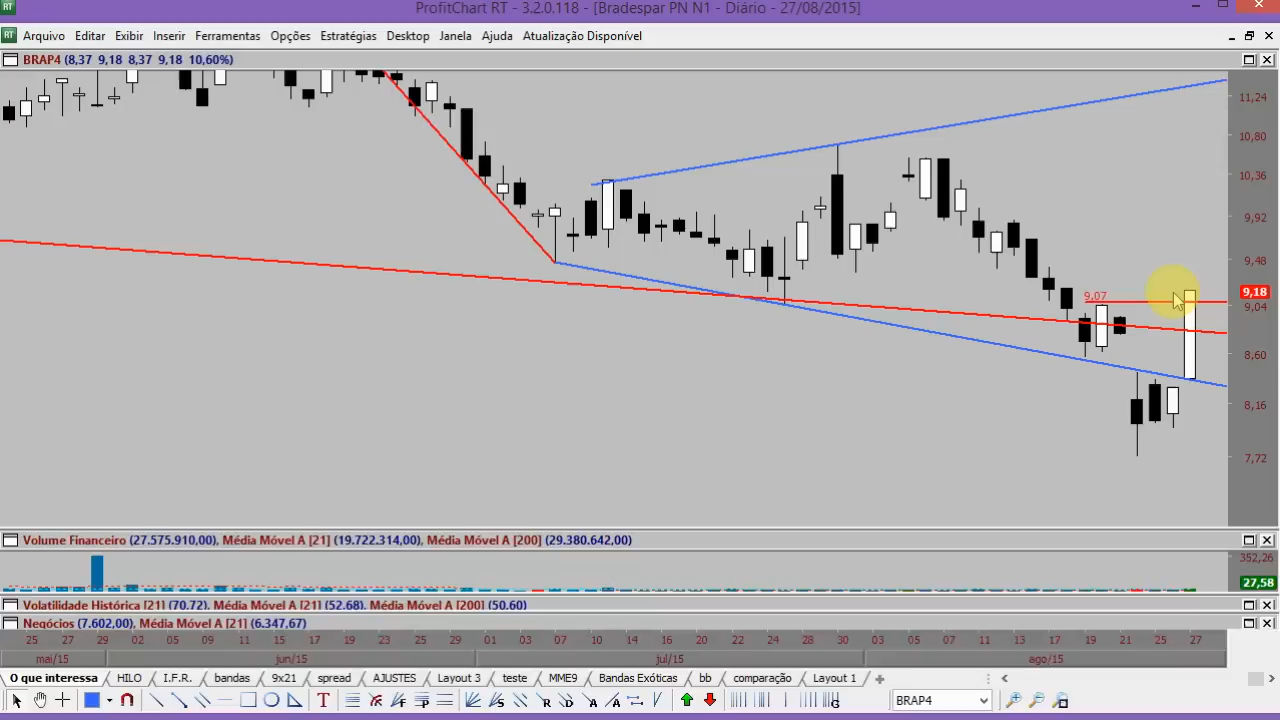 RT ProfitChart RT - 3.2.0.118 - [Bradespar PN N1 - Diário - 27/08/2015]
RT Arquivo Editar Exibir Inserir Ferramentas Opções Estratégias Desktop Janela Ajuda Atualização Disponível
BRAP4 (8,37 9,18 8,37 9,18 10,60%)
11,24
10,80
10,36
9,92
9,48
9,18
9,07
9,04
8,60
8,16
7,72
Volume Financeiro (27.575.910,00), Média Móvel A [21] (19.722.314,00), Média Móvel A [200] (29.380.642,00)
352,26
27,58
Volatilidade Histórica [21] (70.72), Média Móvel A [21] (52.68), Média Móvel A [200] (50.60)
Negócios (7.602,00), Média Móvel A [21] (6.347,67)
25 27 29 02 05 09 11 15 17 19 23 25 29 01 03 07 10 14 16 20 22 24 28 30 03 05 07 11 13 17 19 21 25 27
mai/15 jun/15 jul/15 ago/15
O que interessa HILO I.F.R. bandas 9x21 spread AJUSTES Layout 3 teste MME9 Bandas Exóticas bb comparação Layout 1
BRAP4